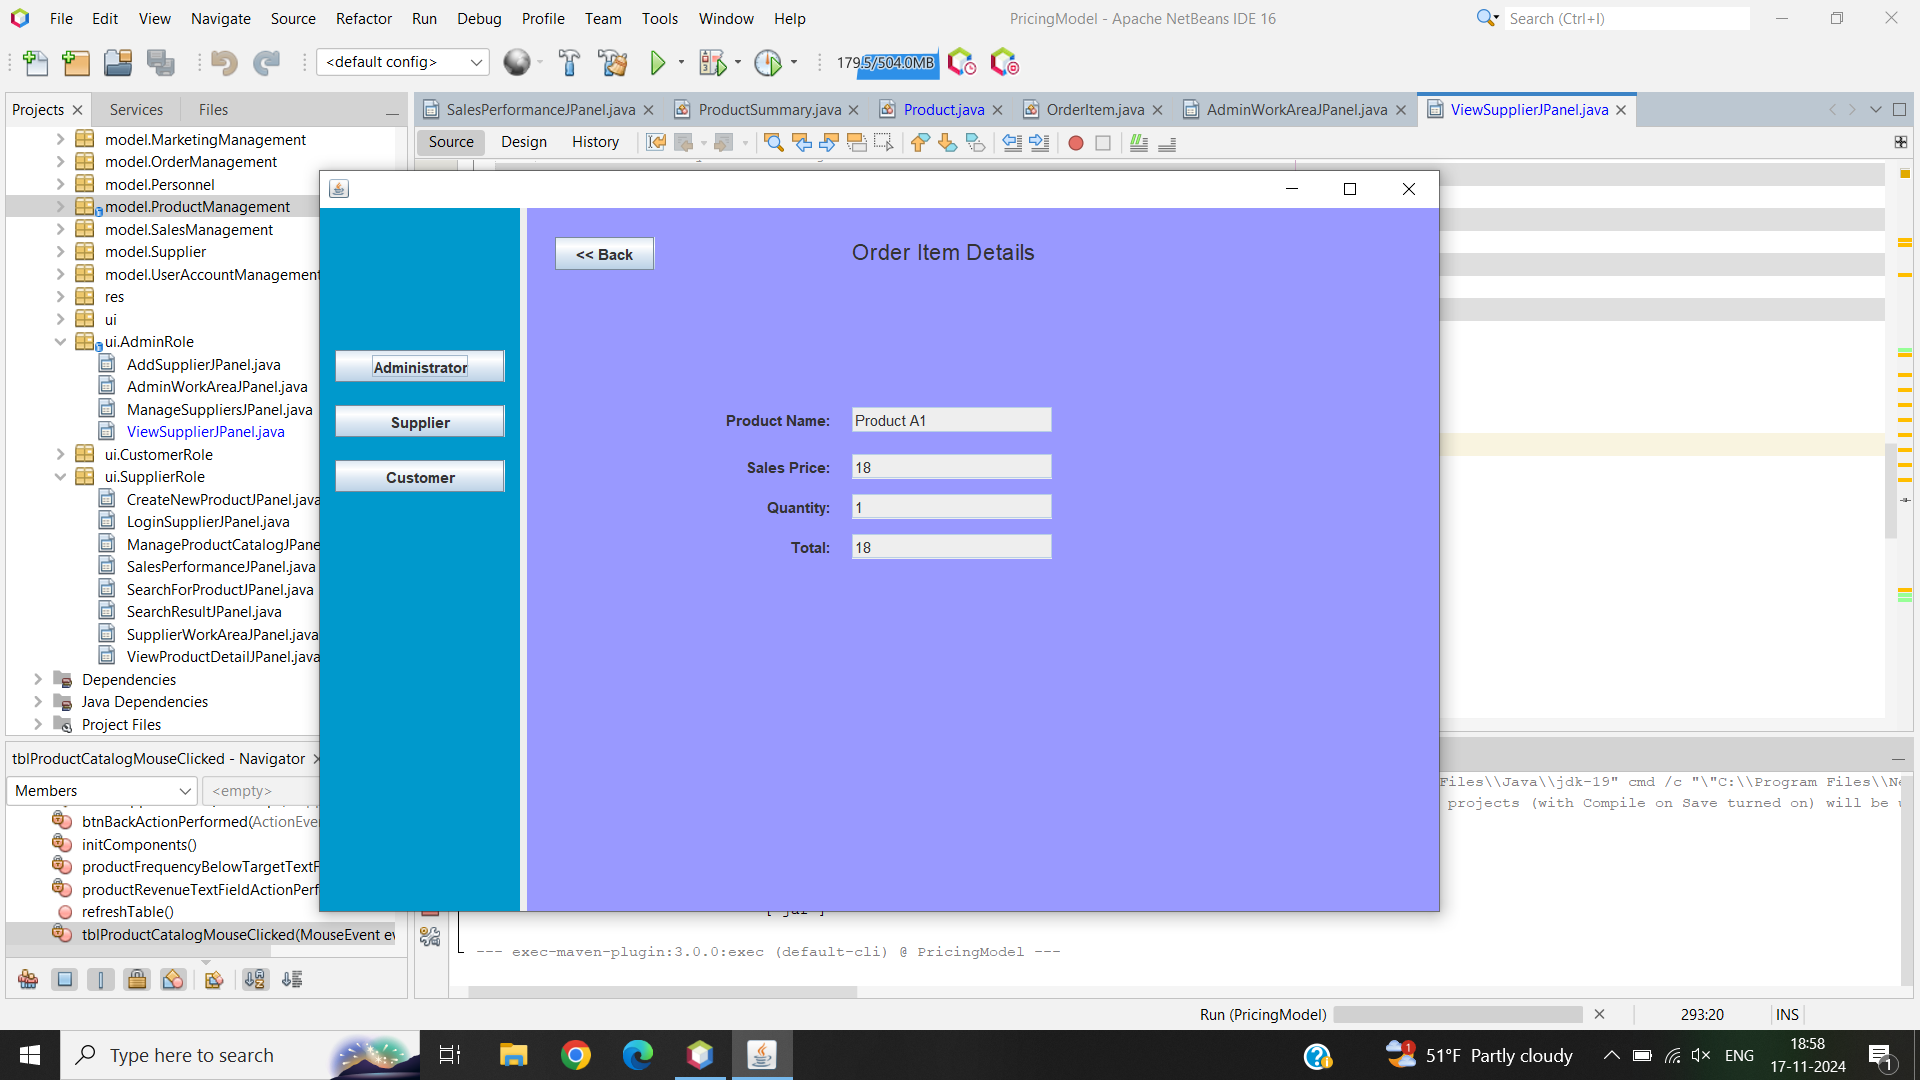 File Edit View Navigate Source Refactor Run Debug Profile Team Tools Window Help
PricingModel - Apache NetBeans IDE 16
Search (Ctrl+I)
<default config>
179.5/504.0MB
Projects
Services
Files
SalesPerformanceJPanel.java
ProductSummary.java
Product.java
OrderItem.java
AdminWorkAreaJPanel.java
ViewSupplierJPanel.java
Source Design History
model.MarketingManagement
model.OrderManagement
model.Personnel
model.ProductManagement
model.SalesManagement
model.Supplier
model.UserAccountManagement
res
ui
ui.AdminRole
AddSupplierJPanel.java
AdminWorkAreaJPanel.java
ManageSuppliersJPanel.java
ViewSupplierJPanel.java
ui.CustomerRole
ui.SupplierRole
CreateNewProductJPanel.java
LoginSupplierJPanel.java
ManageProductCatalogJPane
SalesPerformanceJPanel.java
SearchForProductJPanel.java
SearchResultJPanel.java
SupplierWorkAreaJPanel.java
ViewProductDetailJPanel.java
Dependencies
Java Dependencies
Project Files
<< Back
Order Item Details
Administrator
Supplier
Customer
Product Name: Product A1
Sales Price: 18
Quantity: 1
Total: 18
tblProductCatalogMouseClicked - Navigator
Members
<empty>
btnBackActionPerformed(ActionEve
initComponents()
productFrequencyBelowTargetTextF
productRevenueTextFieldActionPerf
refreshTable()
tblProductCatalogMouseClicked(MouseEvent ev
Files\\Java\\jdk-19" cmd /c "\"C:\\Program Files\\Ne
projects (with Compile on Save turned on) will be u
[ jar ]
--- exec-maven-plugin:3.0.0:exec (default-cli) @ PricingModel ---
Run (PricingModel)
293:20
INS
Type here to search
1
51°F Partly cloudy
ENG
18:58
17-11-2024
1